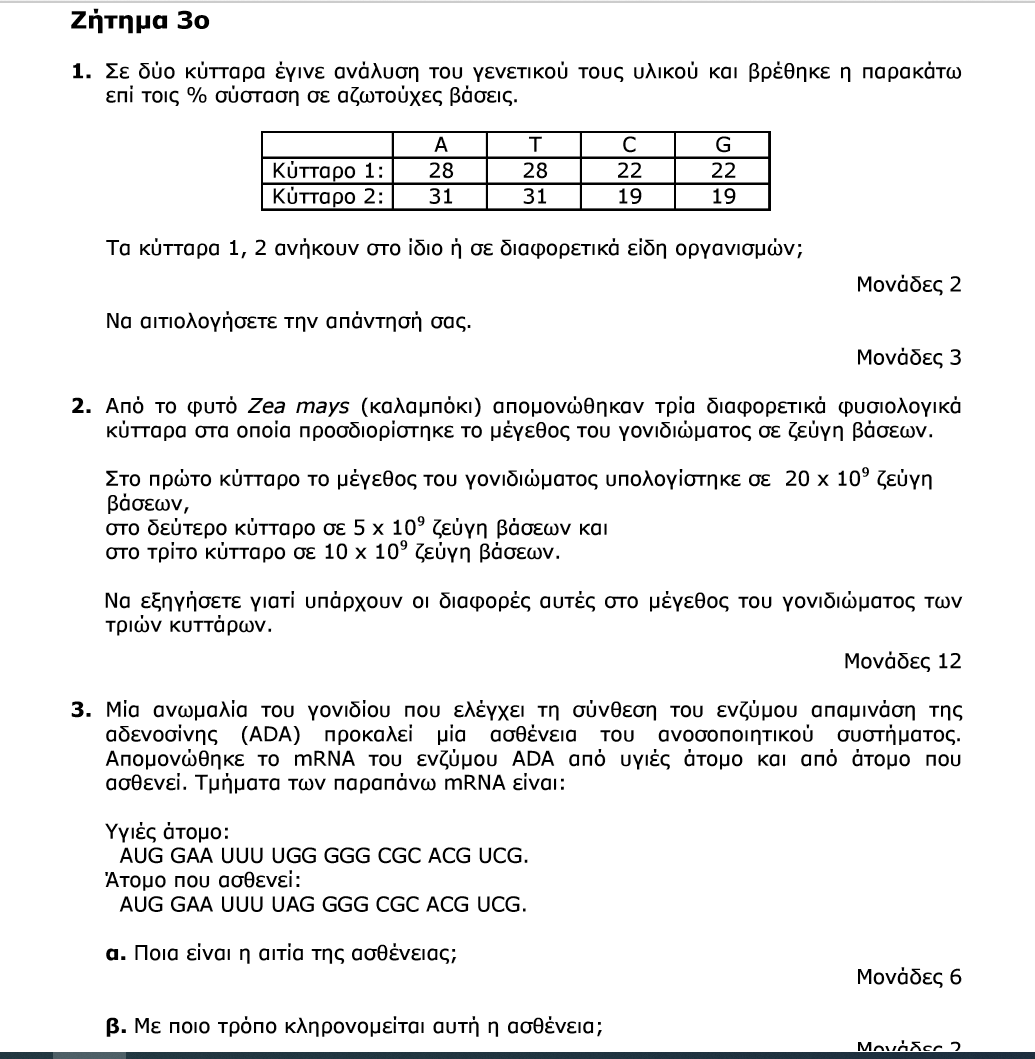 Ζήτημα 3ο
1. Σε δύο κύτταρα έγινε ανάλυση του γενετικού τους υλικού και βρέθηκε η παρακάτω
επί τοις % σύσταση σε αζωτούχες βάσεις.
A T C G
Κύτταρο 1: 28 28 22 22
Κύτταρο 2: 31 31 19 19
Τα κύτταρα 1, 2 ανήκουν στο ίδιο ή σε διαφορετικά είδη οργανισμών;
Μονάδες 2
Να αιτιολογήσετε την απάντησή σας.
Μονάδες 3
2. Από το φυτό Zea mays (καλαμπόκι) απομονώθηκαν τρία διαφορετικά φυσιολογικά
κύτταρα στα οποία προσδιορίστηκε το μέγεθος του γονιδιώματος σε ζεύγη βάσεων.
Στο πρώτο κύτταρο το μέγεθος του γονιδιώματος υπολογίστηκε σε 20 x 10⁹ ζεύγη
βάσεων,
στο δεύτερο κύτταρο σε 5 x 10⁹ ζεύγη βάσεων και
στο τρίτο κύτταρο σε 10 x 10⁹ ζεύγη βάσεων.
Να εξηγήσετε γιατί υπάρχουν οι διαφορές αυτές στο μέγεθος του γονιδιώματος των
τριών κυττάρων.
Μονάδες 12
3. Μία ανωμαλία του γονιδίου που ελέγχει τη σύνθεση του ενζύμου απαμινάση της
αδενοσίνης (ADA) προκαλεί μία ασθένεια του ανοσοποιητικού συστήματος.
Απομονώθηκε το mRNA του ενζύμου ADA από υγιές άτομο και από άτομο που
ασθενεί. Τμήματα των παραπάνω mRNA είναι:
Υγιές άτομο:
AUG GAA UUU UGG GGG CGC ACG UCG.
Άτομο που ασθενεί:
AUG GAA UUU UAG GGG CGC ACG UCG.
α. Ποια είναι η αιτία της ασθένειας;
Μονάδες 6
β. Με ποιο τρόπο κληρονομείται αυτή η ασθένεια;
Μονάδες 2